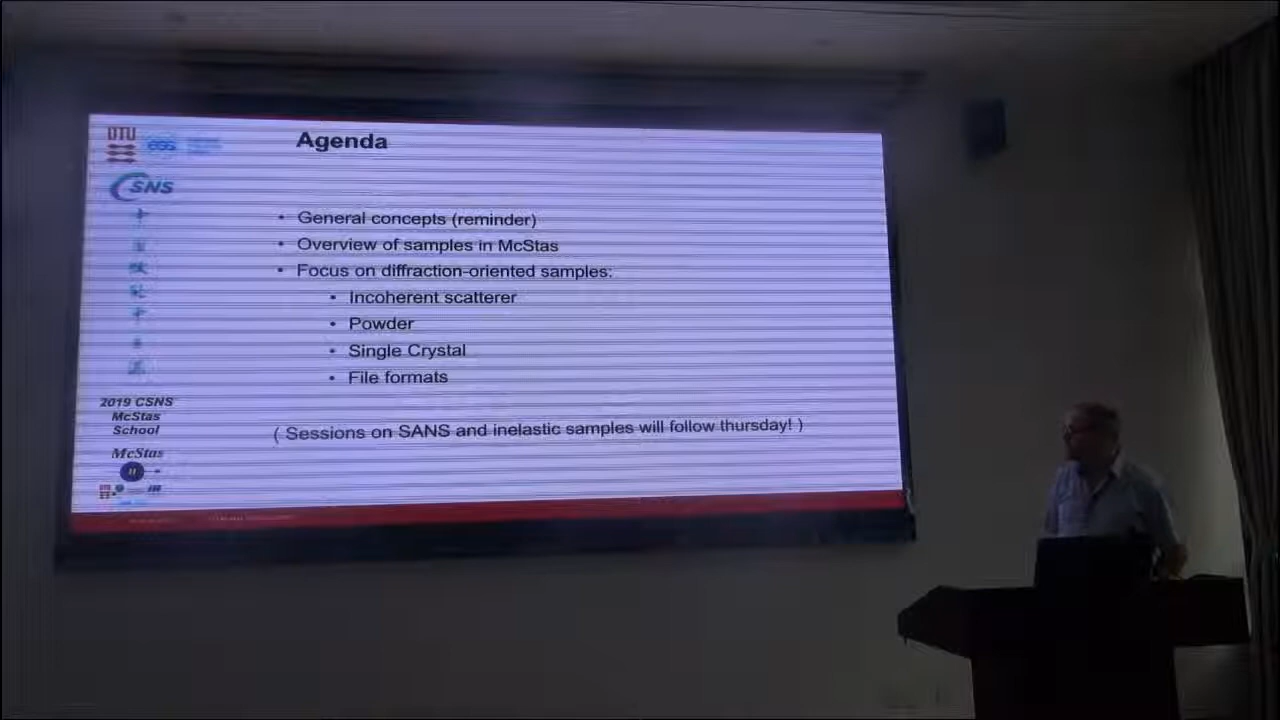 Agenda
DTU
ess
CSNS
• General concepts (reminder)
• Overview of samples in McStas
• Focus on diffraction-oriented samples:
• Incoherent scatterer
• Powder
• Single Crystal
• File formats
2019 CSNS
McStas
School
McStas
( Sessions on SANS and inelastic samples will follow thursday! )